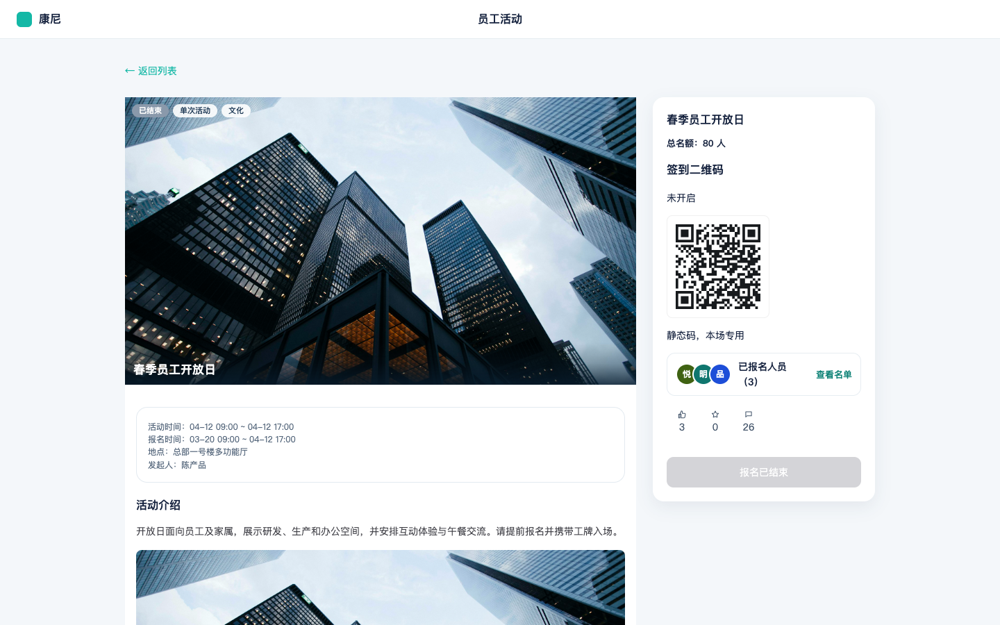 康尼
员工活动
← 返回列表
已结束
单次活动
文化
春季员工开放日
活动时间：04-12 09:00 ~ 04-12 17:00
报名时间：03-20 09:00 ~ 04-12 17:00
地点：总部一号楼多功能厅
发起人：陈产品
活动介绍
开放日面向员工及家属，展示研发、生产和办公空间，并安排互动体验与午餐交流。请提前报名并携带工牌入场。
春季员工开放日
总名额：80 人
签到二维码
未开启
静态码，本场专用
悦
明
品
已报名人员
（3）
查看名单
3
0
26
报名已结束